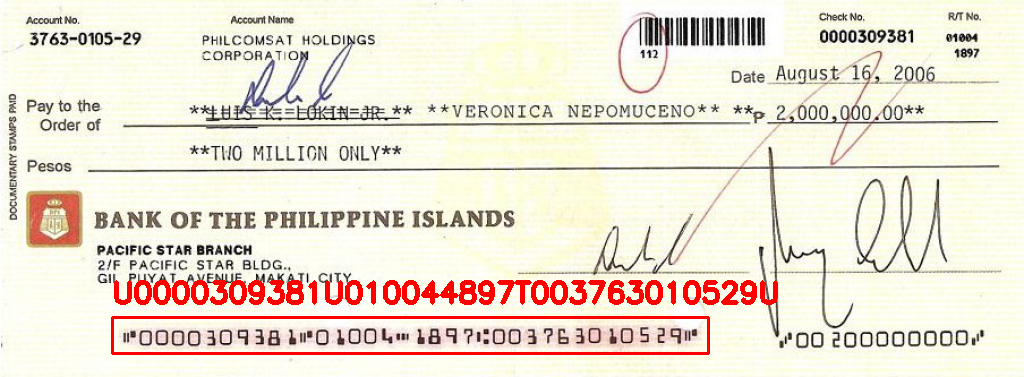 Account No. Account Name Check No. R/T No.
3763-0105-29 PHILCOMSAT HOLDINGS CORPORATION 0000309381 01004 1897
112
Date August 16, 2006
Pay to the Order of **LUIS K. LOKIN JR.** **VERONICA NEPOMUCENO** **₱ 2,000,000.00**
Pesos **TWO MILLION ONLY**
DOCUMENTARY STAMPS PAID
BPI
BANK OF THE PHILIPPINE ISLANDS
PACIFIC STAR BRANCH
2/F PACIFIC STAR BLDG.,
GIL PUYAT AVENUE, MAKATI CITY
U0000309381U010044897T003763010529U
⑈0000309381⑈01004⑉1897⑆003763010529⑈ ⑇00200000000⑇